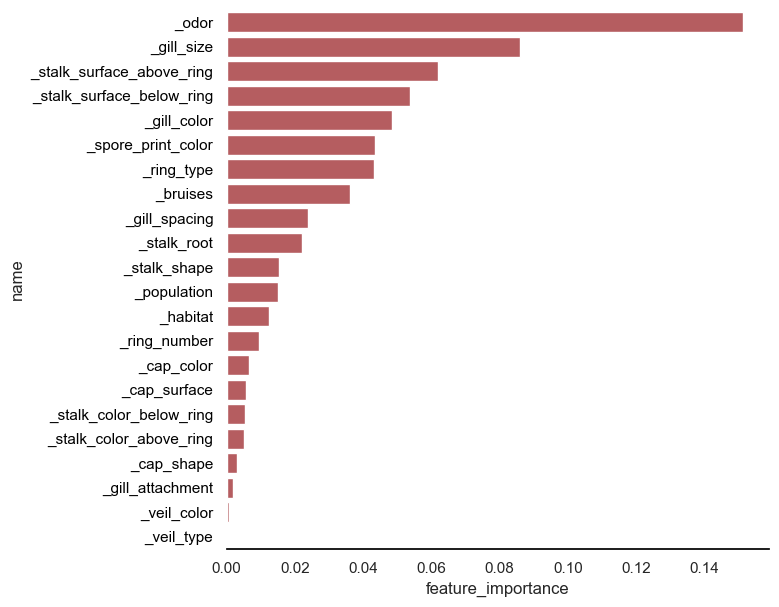 _odor
_gill_size
_stalk_surface_above_ring
_stalk_surface_below_ring
_gill_color
_spore_print_color
_ring_type
_bruises
_gill_spacing
_stalk_root
_stalk_shape
_population
_habitat
_ring_number
_cap_color
_cap_surface
_stalk_color_below_ring
_stalk_color_above_ring
_cap_shape
_gill_attachment
_veil_color
_veil_type
name
0.00 0.02 0.04 0.06 0.08 0.10 0.12 0.14
feature_importance